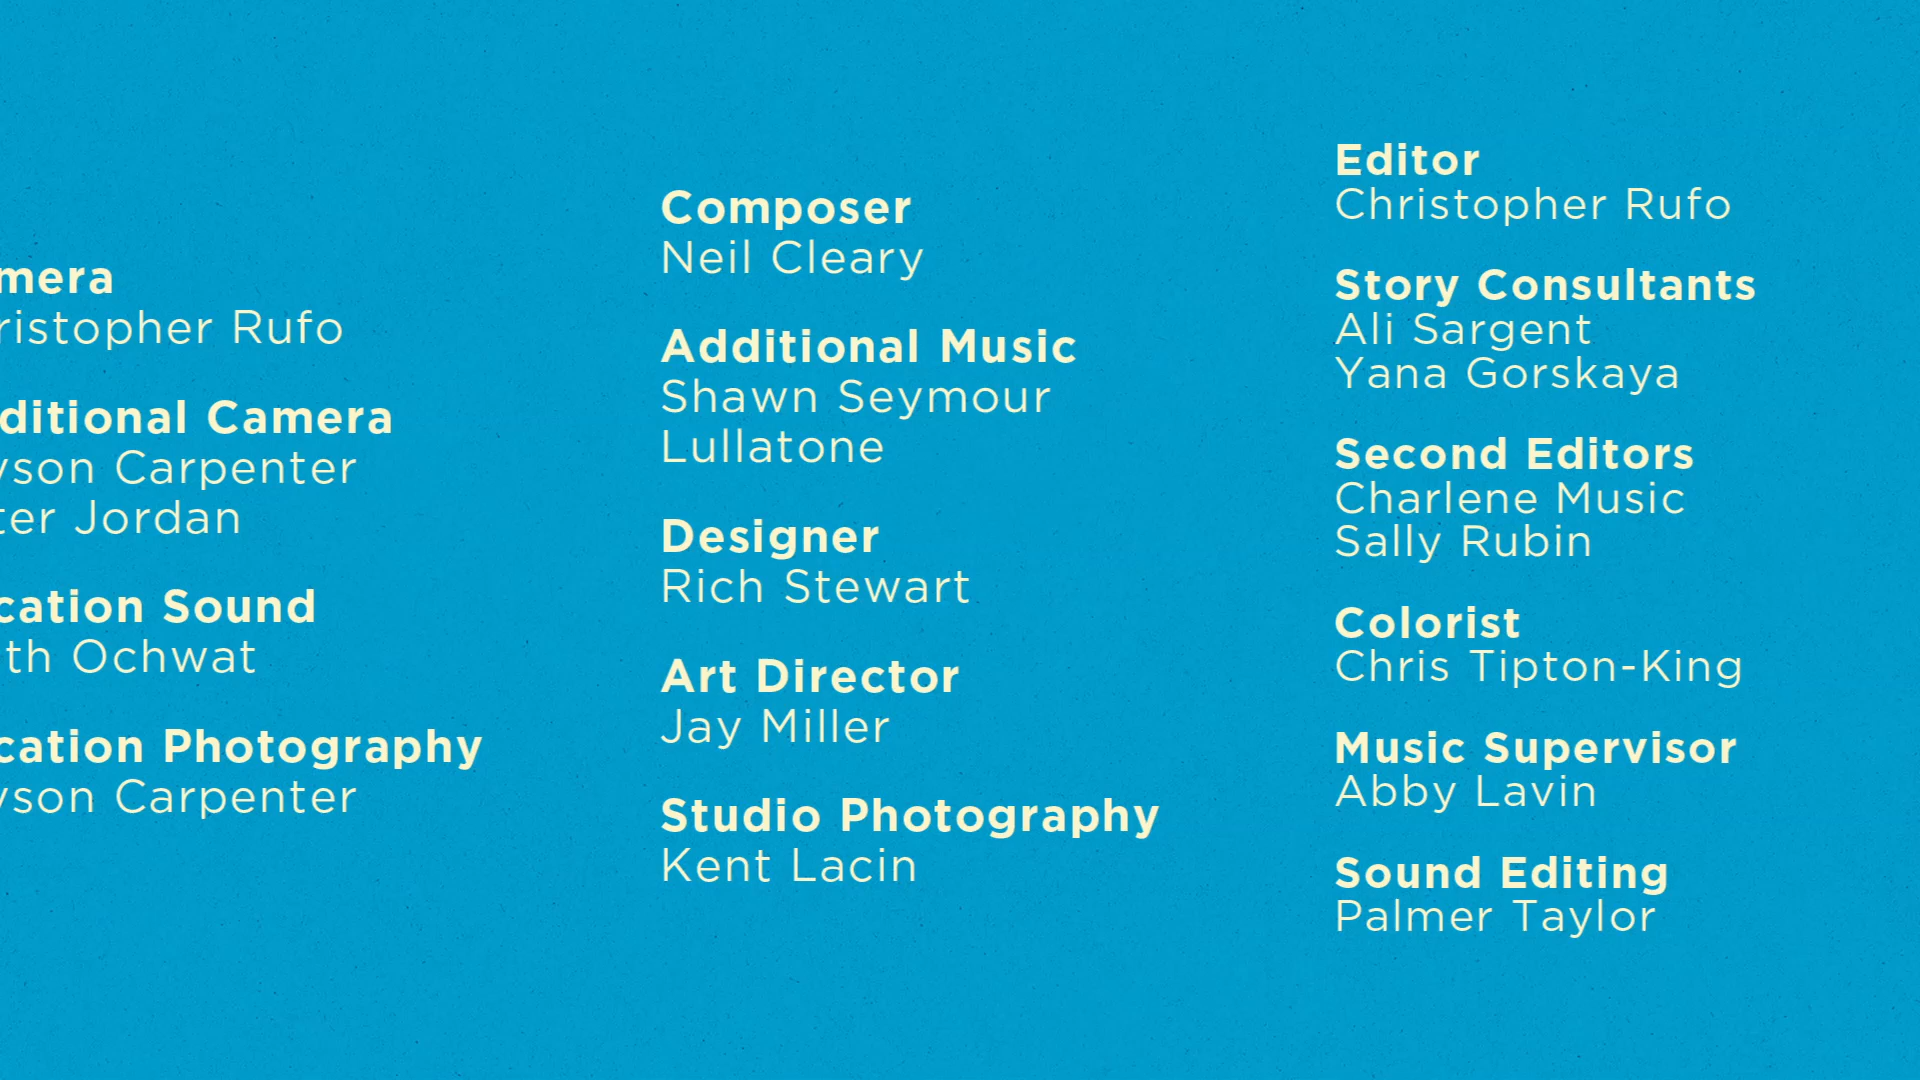 mera
ristopher Rufo
ditional Camera
yson Carpenter
ter Jordan
cation Sound
th Ochwat
cation Photography
yson Carpenter
Composer
Neil Cleary
Additional Music
Shawn Seymour
Lullatone
Designer
Rich Stewart
Art Director
Jay Miller
Studio Photography
Kent Lacin
Editor
Christopher Rufo
Story Consultants
Ali Sargent
Yana Gorskaya
Second Editors
Charlene Music
Sally Rubin
Colorist
Chris Tipton-King
Music Supervisor
Abby Lavin
Sound Editing
Palmer Taylor